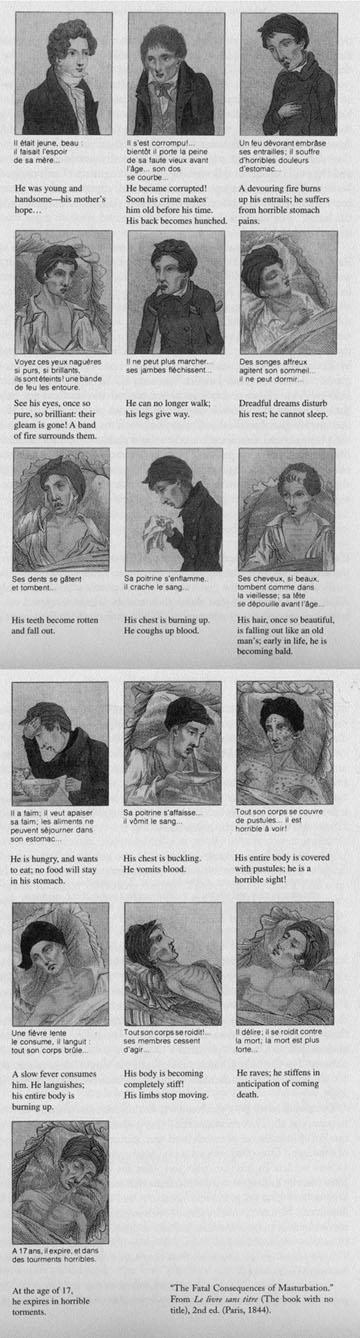 Il était jeune, beau :
il faisait l'espoir
de sa mère...
He was young and
handsome—his mother's
hope…
Il s'est corrompu!...
bientôt il porte la peine
de sa faute vieux avant
l'âge... son dos
se courbe...
He became corrupted!
Soon his crime makes
him old before his time.
His back becomes hunched.
Un feu dévorant embrâse
ses entrailles; il souffre
d'horribles douleurs
d'estomac...
A devouring fire burns
up his entrails; he suffers
from horrible stomach
pains.
Voyez ces yeux naguères
si purs, si brillants,
ils sont éteints! une bande
de feu les entoure.
See his eyes, once so
pure, so brilliant: their
gleam is gone! A band
of fire surrounds them.
Il ne peut plus marcher...
ses jambes fléchissent...
He can no longer walk;
his legs give way.
Des songes affreux
agitent son sommeil...
il ne peut dormir...
Dreadful dreams disturb
his rest; he cannot sleep.
Ses dents se gâtent
et tombent...
His teeth become rotten
and fall out.
Sa poitrine s'enflamme..
il crache le sang...
His chest is burning up.
He coughs up blood.
Ses cheveux, si beaux,
tombent comme dans
la vieillesse; sa tête
se dépouille avant l'âge...
His hair, once so beautiful,
is falling out like an old
man's; early in life, he is
becoming bald.
Il a faim; il veut apaiser
sa faim; les aliments ne
peuvent séjourner dans
son estomac...
He is hungry, and wants
to eat; no food will stay
in his stomach.
Sa poitrine s'affaisse...
il vômit le sang...
His chest is buckling.
He vomits blood.
Tout son corps se couvre
de pustules... il est
horrible à voir!
His entire body is covered
with pustules; he is a
horrible sight!
Une fièvre lente
le consume, il languit :
tout son corps brûle...
A slow fever consumes
him. He languishes;
his entire body is
burning up.
Tout son corps se roidit!...
ses membres cessent
d'agir...
His body is becoming
completely stiff!
His limbs stop moving.
Il délire; il se roidit contre
la mort; la mort est plus
forte...
He raves; he stiffens in
anticipation of coming
death.
A 17 ans, il expire, et dans
des tourments horribles.
At the age of 17,
he expires in horrible
torments.
"The Fatal Consequences of Masturbation."
From Le livre sans titre (The book with no
title), 2nd ed. (Paris, 1844).